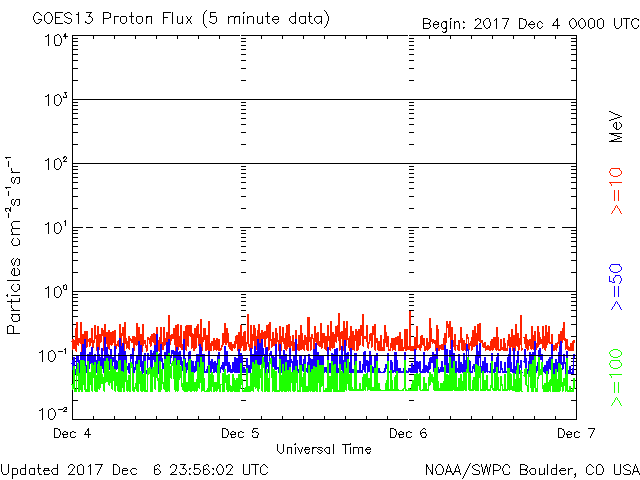 GOES13 Proton Flux (5 minute data)
Begin: 2017 Dec 4 0000 UTC
10⁴
10³
10²
10¹
10⁰
10⁻¹
10⁻²
Particles cm⁻²s⁻¹sr⁻¹
MeV
>=10
>=50
>=100
Dec 4
Dec 5
Dec 6
Dec 7
Universal Time
Updated 2017 Dec  6 23:56:02 UTC
NOAA/SWPC Boulder, CO USA